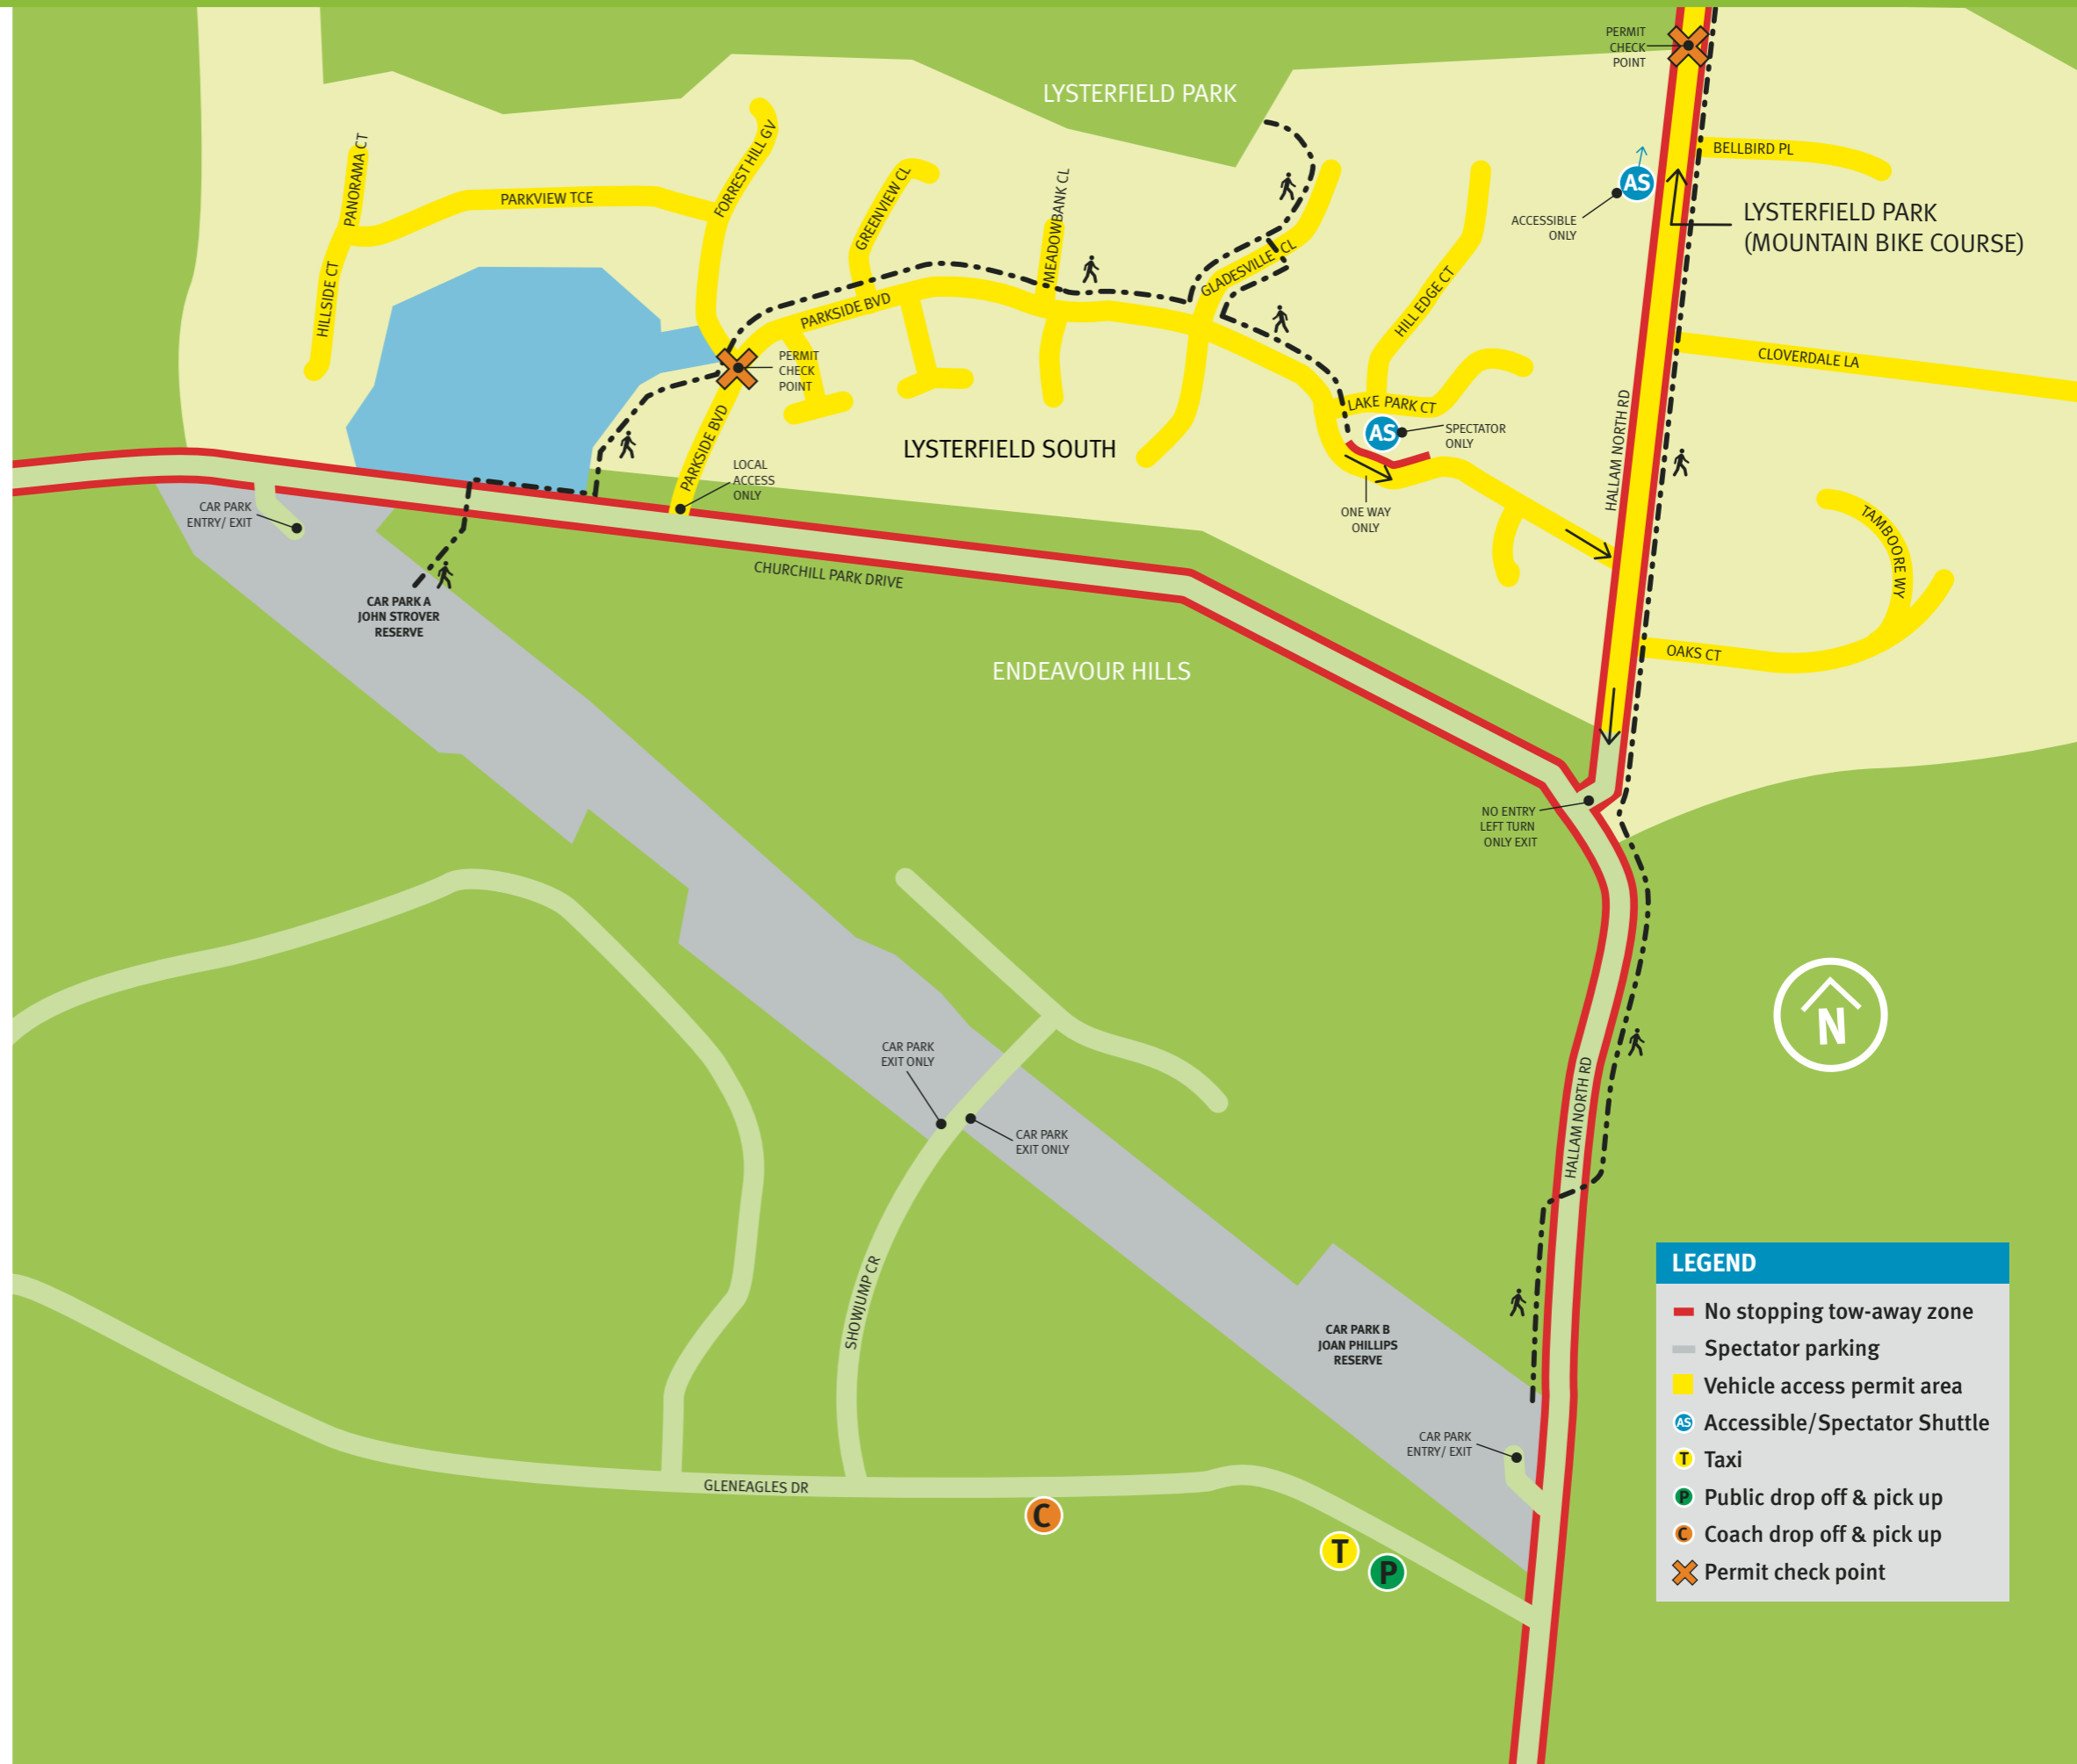 PERMIT
CHECK
POINT
LYSTERFIELD PARK
PANORAMA CT
FORREST HILL GV
BELLBIRD PL
GREENVIEW CL
MEADOWBANK CL
AS
PARKVIEW TCE
ACCESSIBLE
ONLY
LYSTERFIELD PARK
(MOUNTAIN BIKE COURSE)
HILLSIDE CT
GLADESVILLE CL
PARKSIDE BVD
HILL EDGE CT
PERMIT
CHECK
POINT
CLOVERDALE LA
HALLAM NORTH RD
LAKE PARK CT
AS
SPECTATOR
ONLY
PARKSIDE BVD
LYSTERFIELD SOUTH
LOCAL
ACCESS
ONLY
CAR PARK
ENTRY/ EXIT
ONE WAY
ONLY
TAMBOORE WY
CHURCHILL PARK DRIVE
CAR PARK A
JOHN STROVER
RESERVE
OAKS CT
ENDEAVOUR HILLS
NO ENTRY
LEFT TURN
ONLY EXIT
N
CAR PARK
EXIT ONLY
CAR PARK
EXIT ONLY
HALLAM NORTH RD
SHOWJUMP CR
CAR PARK B
JOAN PHILLIPS
RESERVE
CAR PARK
ENTRY/ EXIT
GLENEAGLES DR
C
T
P
LEGEND
No stopping tow-away zone
Spectator parking
Vehicle access permit area
AS Accessible/Spectator Shuttle
T Taxi
P Public drop off & pick up
C Coach drop off & pick up
Permit check point